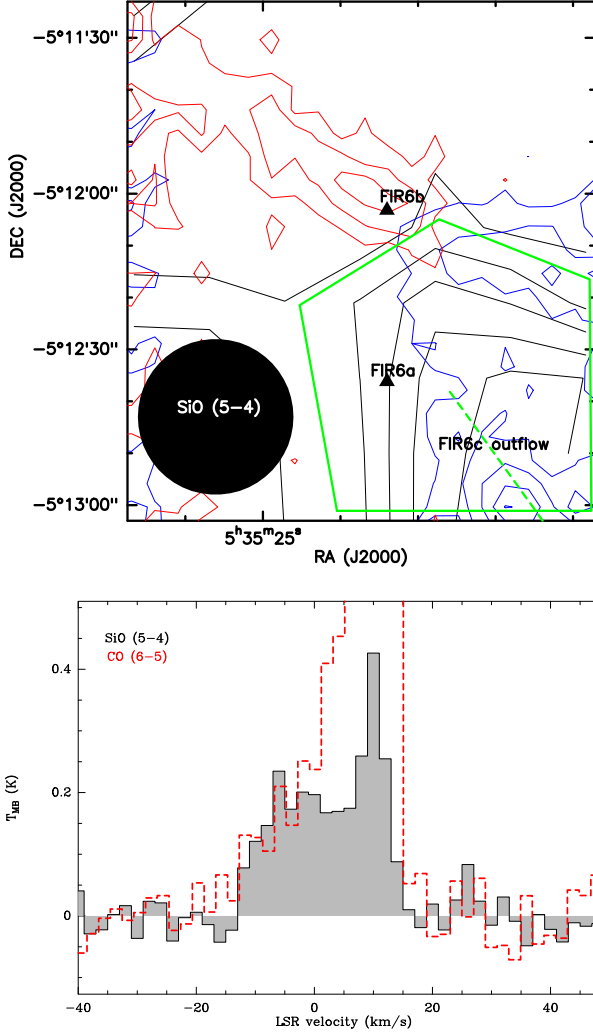 −5°11'30"
−5°12'00"
−5°12'30"
−5°13'00"
DEC (J2000)
FIR6b
FIR6a
SiO (5−4)
FIR6c outflow
5ʰ35ᵐ25ˢ
RA (J2000)
SiO (5−4)
CO (6−5)
0.4
0.2
0
T_MB (K)
−40 −20 0 20 40
LSR velocity (km/s)